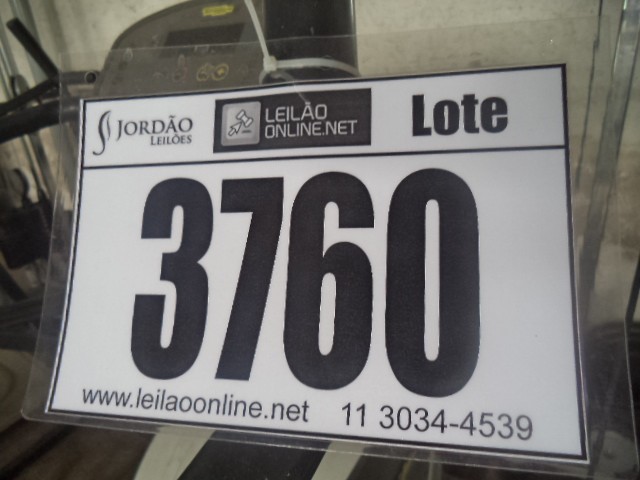 JORDÃO
LEILÕES
LEILÃO
ONLINE.NET
Lote
3760
www.leilaoonline.net 11 3034-4539